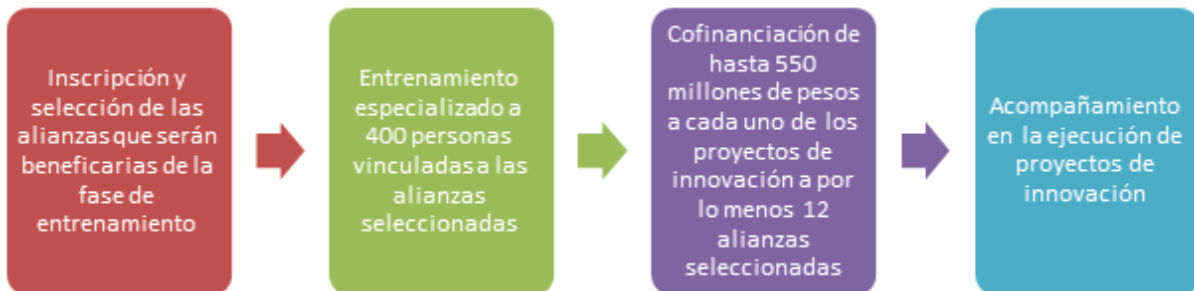 Inscripción y
selección de las
alianzas que serán
beneficarias de la
fase de
entrenamiento
Entrenamiento
especializado a
400 personas
vinculadas a las
alianzas
seleccionadas
Cofinanciación de
hasta 550
millones de pesos
a cada uno de los
proyectos de
innovación a por
lo menos 12
alianzas
seleccionadas
Acompañamiento
en la ejecución de
proyectos de
innovación